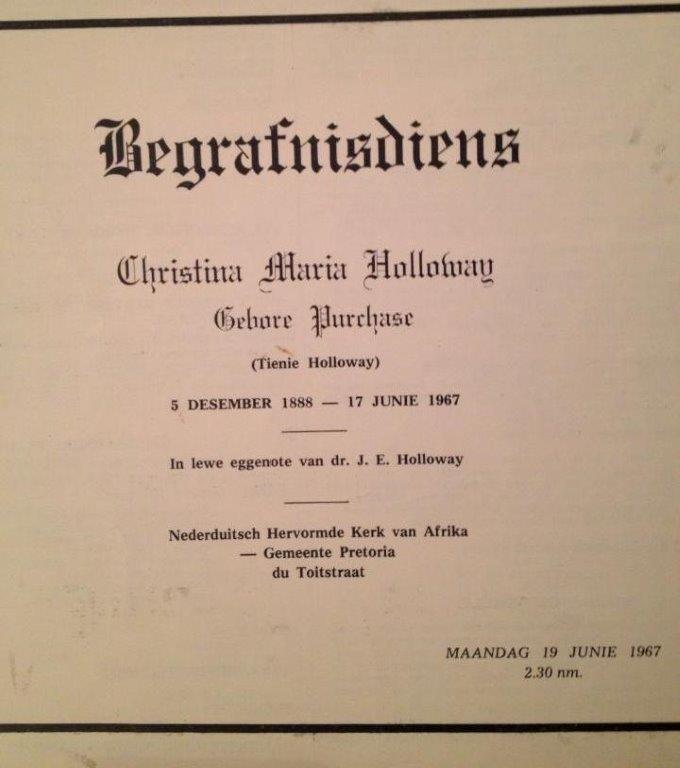 Begrafnisdiens
Christina Maria Holloway
Gebore Purchase
(Tienie Holloway)
5 DESEMBER 1888 — 17 JUNIE 1967
In lewe eggenote van dr. J. E. Holloway
Nederduitsch Hervormde Kerk van Afrika
— Gemeente Pretoria
du Toitstraat
MAANDAG 19 JUNIE 1967
2.30 nm.